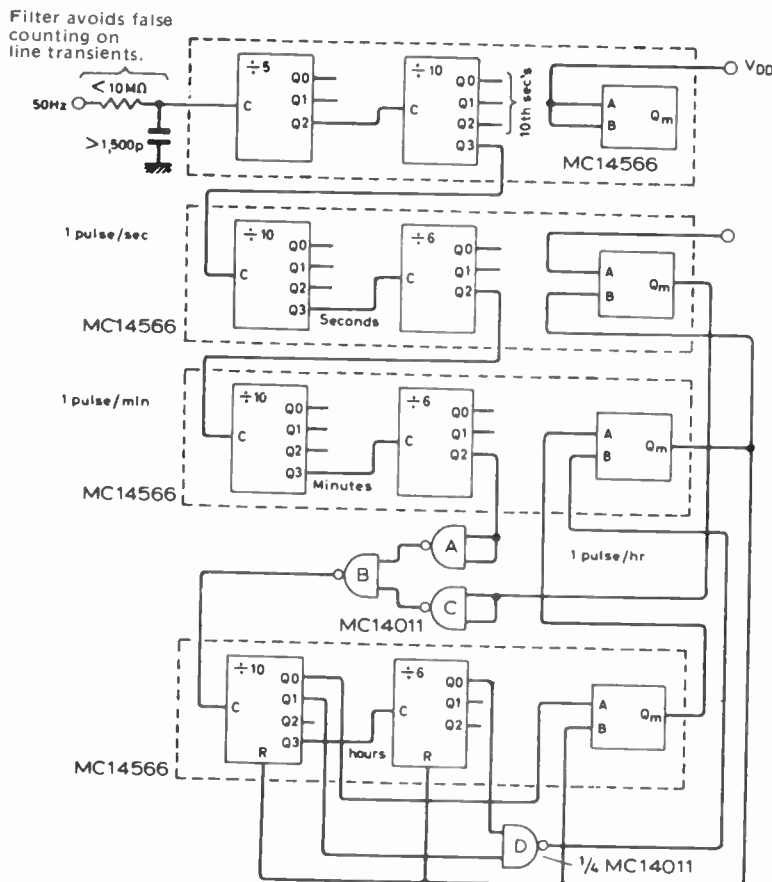 Filter avoids false
counting on
line transients.
<10MΩ
50Hz
>1,500p
÷5
C
Q0
Q1
Q2
÷10
C
Q0
Q1
Q2
Q3
10th sec's
A
B
Qm
VDD
MC14566
1 pulse/sec
÷10
C
Q0
Q1
Q2
Q3
Seconds
÷6
C
Q0
Q1
Q2
A
B
Qm
MC14566
1 pulse/min
÷10
C
Q0
Q1
Q2
Q3
Minutes
÷6
C
Q0
Q1
Q2
A
B
Qm
MC14566
A
B
C
MC14011
1 pulse/hr
÷10
C
Q0
Q1
Q2
Q3
R
hours
÷6
C
Q0
Q1
Q2
R
A
B
Qm
MC14566
D
1/4 MC14011